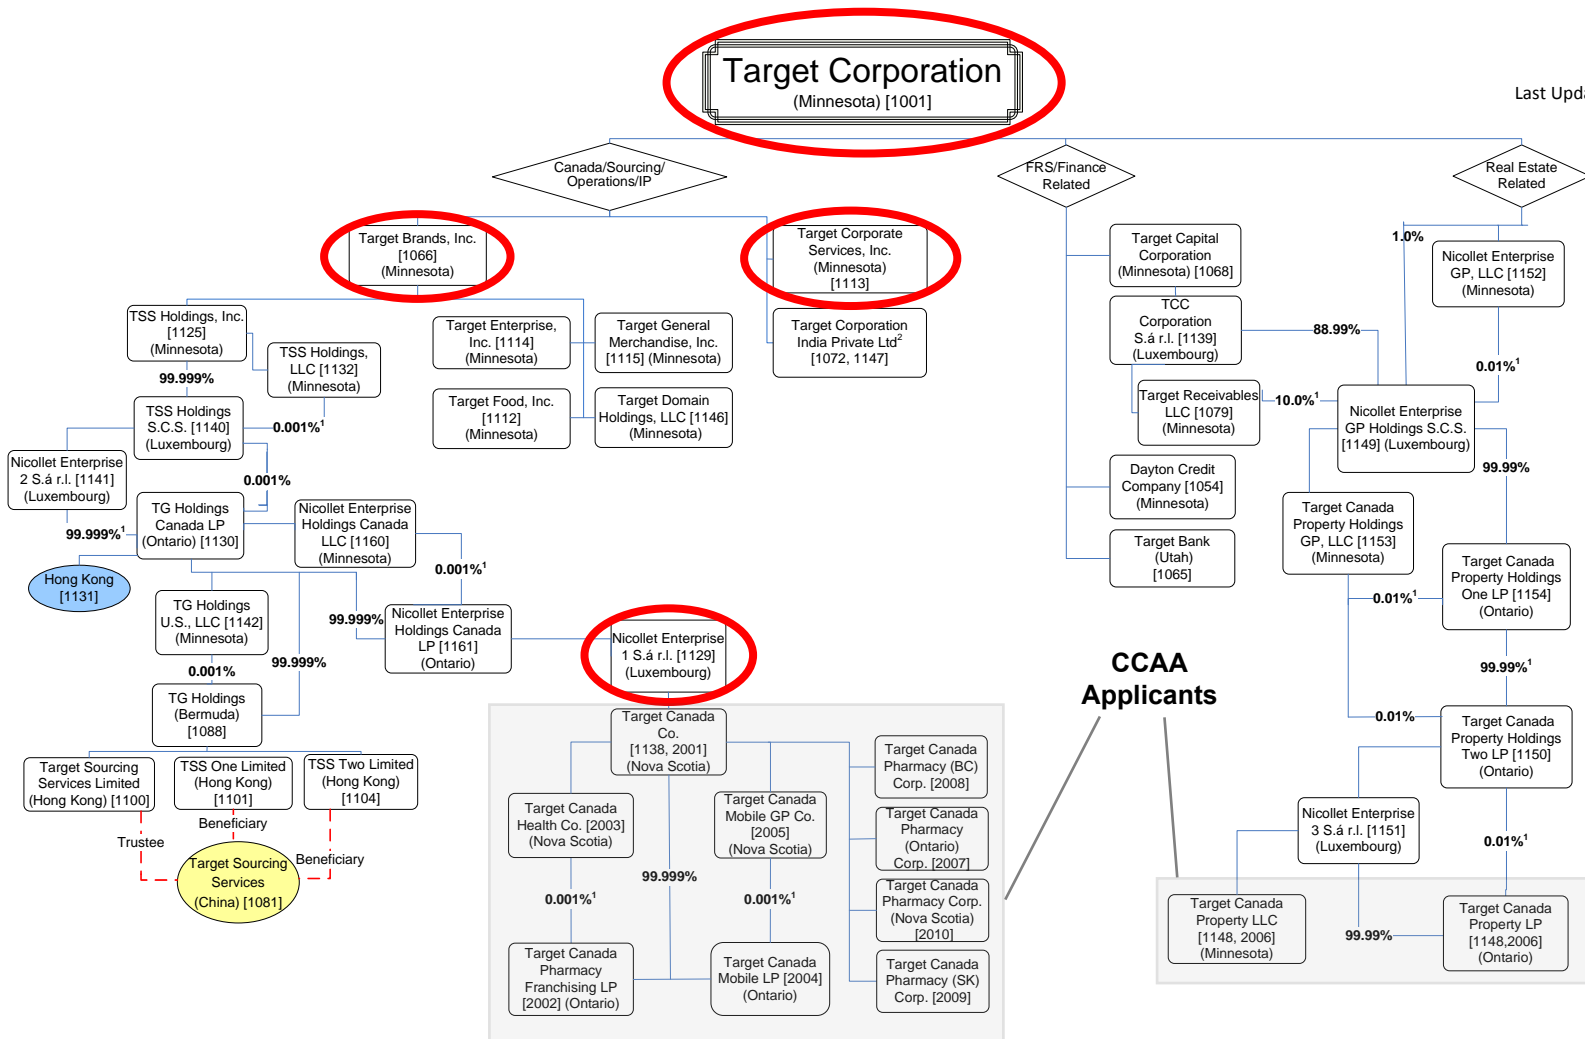 Target Corporation
(Minnesota) [1001]
Last Upda
Canada/Sourcing/
Operations/IP
FRS/Finance
Related
Real Estate
Related
Target Brands, Inc.
[1066]
(Minnesota)
Target Corporate
Services, Inc.
(Minnesota)
[1113]
Target Capital
Corporation
(Minnesota) [1068]
1.0%
Nicollet Enterprise
GP, LLC [1152]
(Minnesota)
TSS Holdings, Inc.
[1125]
(Minnesota)
TSS Holdings,
LLC [1132]
(Minnesota)
Target Enterprise,
Inc. [1114]
(Minnesota)
Target General
Merchandise, Inc.
[1115] (Minnesota)
Target Corporation
India Private Ltd²
[1072, 1147]
TCC
Corporation
S.á r.l. [1139]
(Luxembourg)
88.99%
0.01%¹
99.999%
Target Food, Inc.
[1112]
(Minnesota)
Target Domain
Holdings, LLC [1146]
(Minnesota)
Target Receivables
LLC [1079]
(Minnesota)
10.0%¹
Nicollet Enterprise
GP Holdings S.C.S.
[1149] (Luxembourg)
TSS Holdings
S.C.S. [1140]
(Luxembourg)
0.001%¹
Nicollet Enterprise
2 S.á r.l. [1141]
(Luxembourg)
0.001%
Dayton Credit
Company [1054]
(Minnesota)
99.99%
99.999%¹
TG Holdings
Canada LP
(Ontario) [1130]
Nicollet Enterprise
Holdings Canada
LLC [1160]
(Minnesota)
Target Canada
Property Holdings
GP, LLC [1153]
(Minnesota)
Target Bank
(Utah)
[1065]
Target Canada
Property Holdings
One LP [1154]
(Ontario)
Hong Kong
[1131]
0.001%¹
0.01%¹
TG Holdings
U.S., LLC [1142]
(Minnesota)
99.999%
Nicollet Enterprise
Holdings Canada
LP [1161]
(Ontario)
Nicollet Enterprise
1 S.á r.l. [1129]
(Luxembourg)
99.999%
0.001%
CCAA
Applicants
99.99%¹
TG Holdings
(Bermuda)
[1088]
Target Canada
Co.
[1138, 2001]
(Nova Scotia)
0.01%
Target Canada
Property Holdings
Two LP [1150]
(Ontario)
Target Sourcing
Services Limited
(Hong Kong) [1100]
TSS One Limited
(Hong Kong)
[1101]
TSS Two Limited
(Hong Kong)
[1104]
Target Canada
Pharmacy (BC)
Corp. [2008]
Target Canada
Health Co. [2003]
(Nova Scotia)
Target Canada
Mobile GP Co.
[2005]
(Nova Scotia)
Target Canada
Pharmacy
(Ontario)
Corp. [2007]
Nicollet Enterprise
3 S.á r.l. [1151]
(Luxembourg)
0.01%¹
Trustee
Beneficiary
Beneficiary
Target Sourcing
Services
(China) [1081]
99.999%
0.001%¹
0.001%¹
Target Canada
Pharmacy Corp.
(Nova Scotia)
[2010]
Target Canada
Property LLC
[1148, 2006]
(Minnesota)
99.99%
Target Canada
Property LP
[1148,2006]
(Ontario)
Target Canada
Pharmacy
Franchising LP
[2002] (Ontario)
Target Canada
Mobile LP [2004]
(Ontario)
Target Canada
Pharmacy (SK)
Corp. [2009]